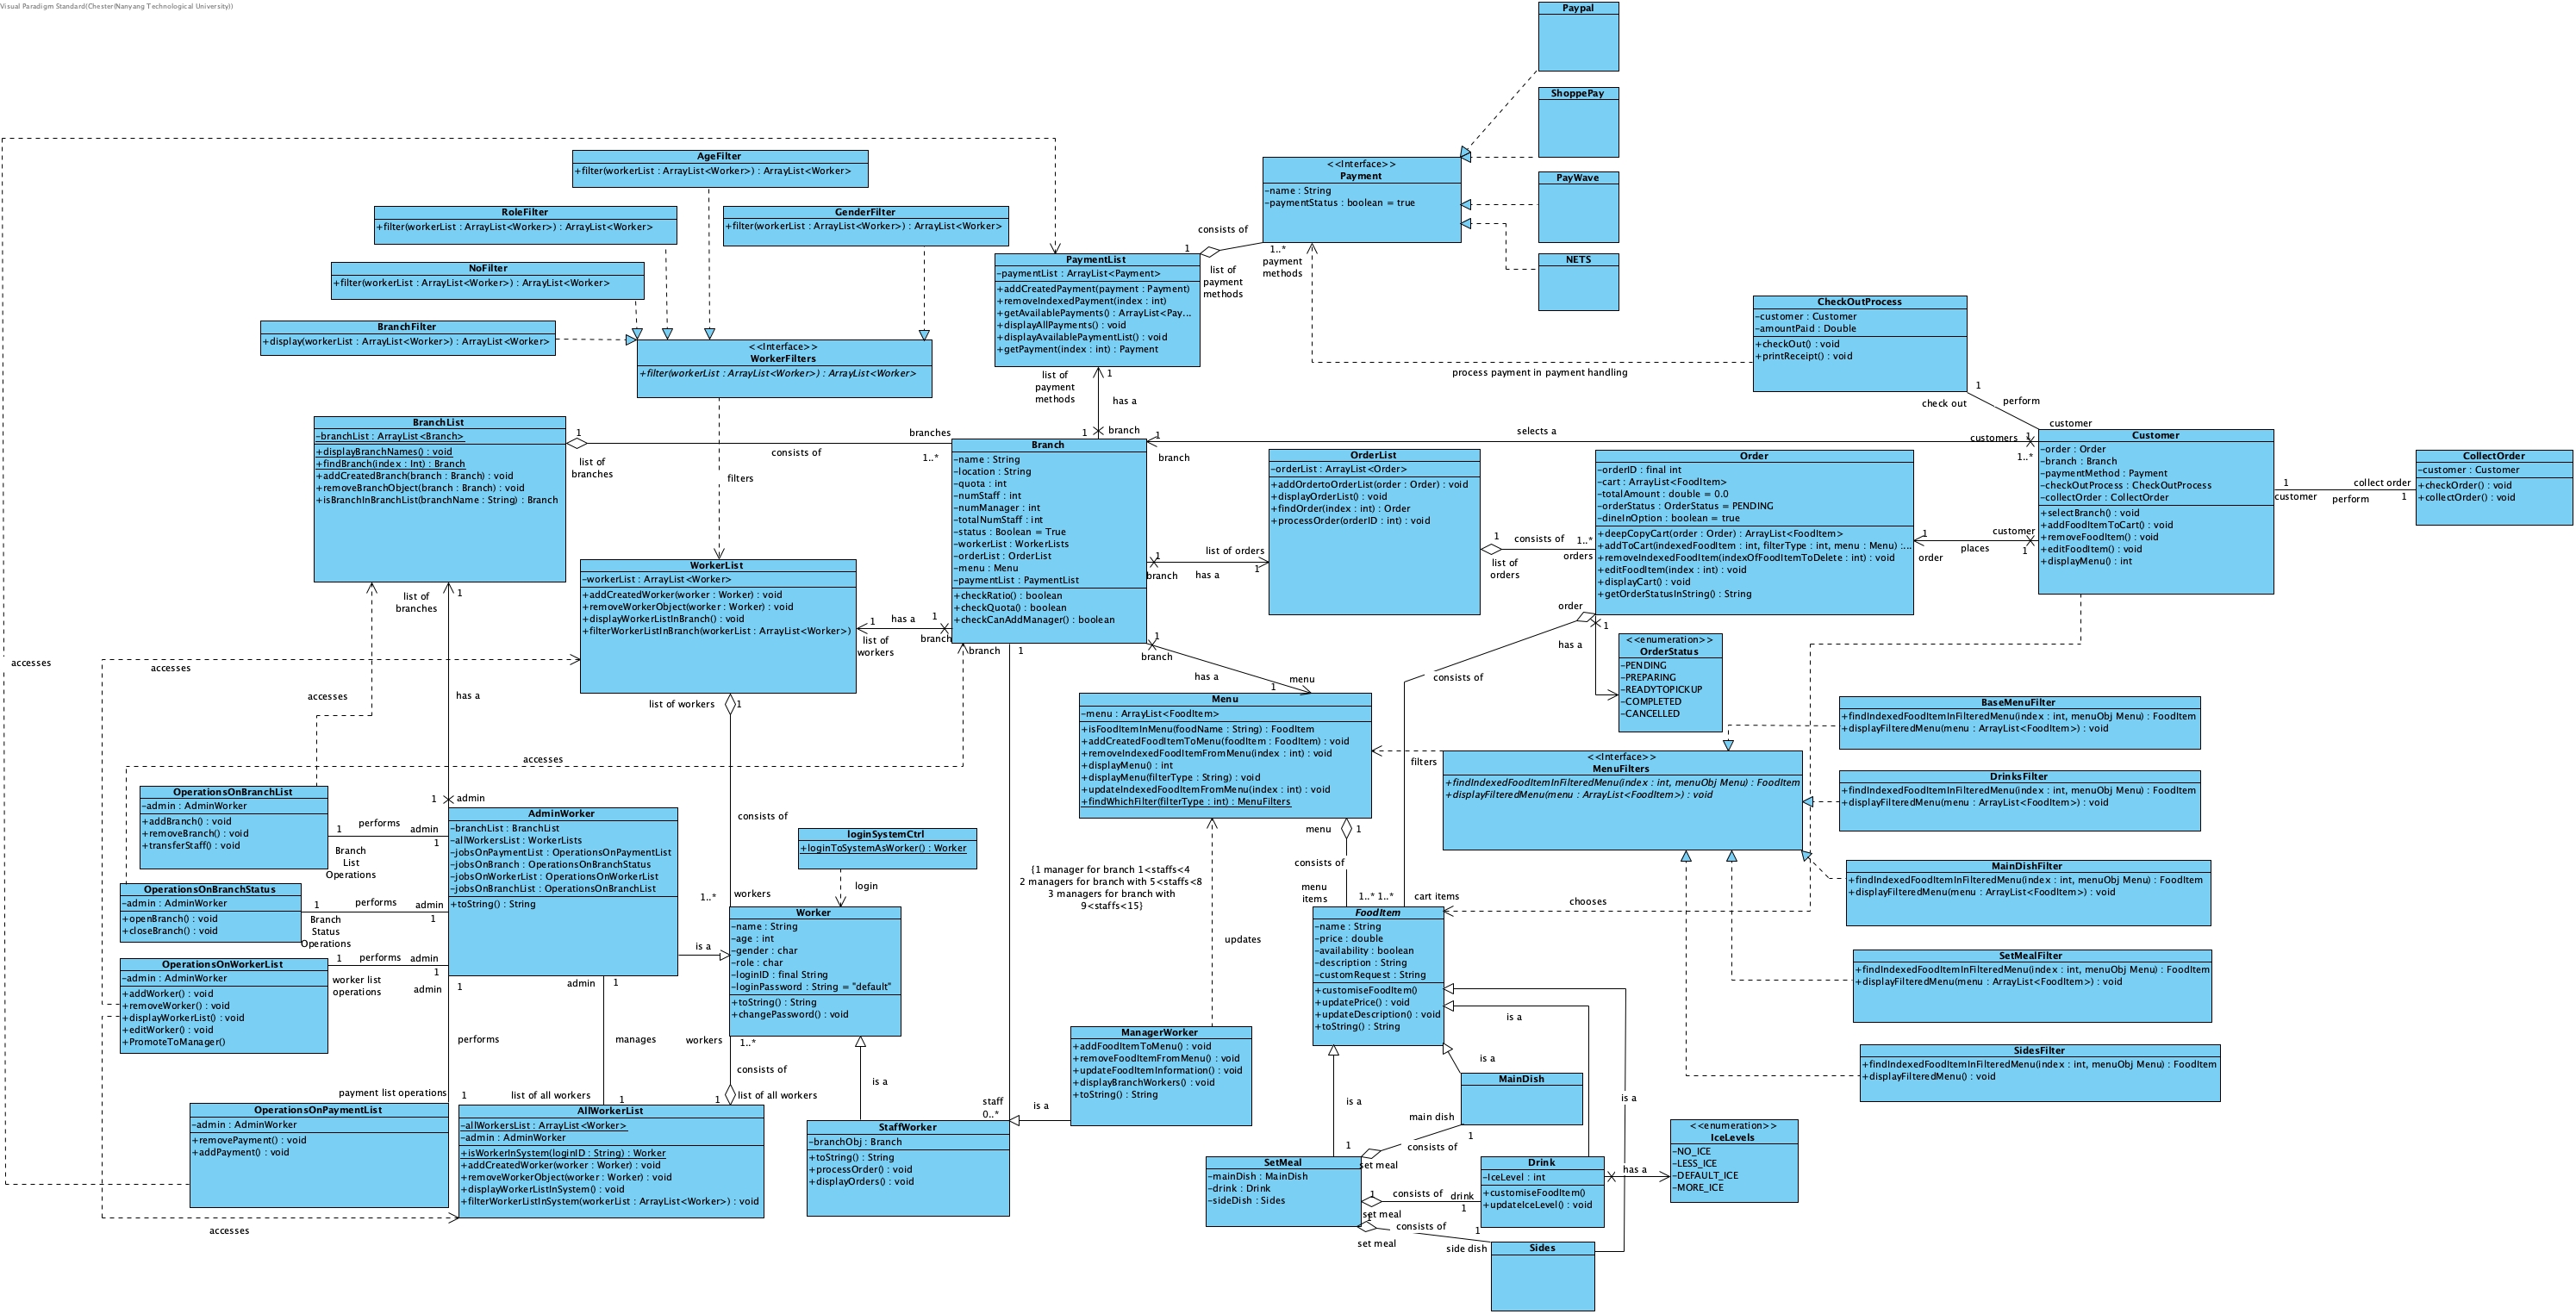 Visual Paradigm Standard(Chester(Nanyang Technological University))
Paypal
ShoppePay
PayWave
NETS
<<Interface>>
Payment
-name : String
-paymentStatus : boolean = true
consists of
1
list of
payment
methods
1..*
payment
methods
AgeFilter
+filter(workerList : ArrayList<Worker>) : ArrayList<Worker>
RoleFilter
+filter(workerList : ArrayList<Worker>) : ArrayList<Worker>
GenderFilter
+filter(workerList : ArrayList<Worker>) : ArrayList<Worker>
NoFilter
+filter(workerList : ArrayList<Worker>) : ArrayList<Worker>
BranchFilter
+display(workerList : ArrayList<Worker>) : ArrayList<Worker>
<<Interface>>
WorkerFilters
+filter(workerList : ArrayList<Worker>) : ArrayList<Worker>
filters
PaymentList
-paymentList : ArrayList<Payment>
+addCreatedPayment(payment : Payment)
+removeIndexedPayment(index : int)
+getAvailablePayments() : ArrayList<Pay...
+displayAllPayments() : void
+displayAvailablePaymentList() : void
+getPayment(index : int) : Payment
list of
payment
methods
1
has a
1
branch
CheckOutProcess
-customer : Customer
-amountPaid : Double
+checkOut() : void
+printReceipt() : void
process payment in payment handling
1
check out
perform
customer
1
BranchList
-branchList : ArrayList<Branch>
+displayBranchNames() : void
+findBranch(index : Int) : Branch
+addCreatedBranch(branch : Branch) : void
+removeBranchObject(branch : Branch) : void
+isBranchInBranchList(branchName : String) : Branch
1
list of
branches
consists of
branches
1..*
Branch
-name : String
-location : String
-quota : int
-numStaff : int
-numManager : int
-totalNumStaff : int
-status : Boolean = True
-workerList : WorkerLists
-orderList : OrderList
-menu : Menu
-paymentList : PaymentList
+checkRatio() : boolean
+checkQuota() : boolean
+checkCanAddManager() : boolean
1
branch
selects a
customers
1..*
OrderList
-orderList : ArrayList<Order>
+addOrdertoOrderList(order : Order) : void
+displayOrderList() : void
+findOrder(index : int) : Order
+processOrder(orderID : int) : void
1
branch
has a
list of orders
1
1
list of
orders
consists of
1..*
orders
Order
-orderID : final int
-cart : ArrayList<FoodItem>
-totalAmount : double = 0.0
-orderStatus : OrderStatus = PENDING
-dineInOption : boolean = true
+deepCopyCart(order : Order) : ArrayList<FoodItem>
+addToCart(indexedFoodItem : int, filterType : int, menu : Menu) :...
+removeIndexedFoodItem(indexOfFoodItemToDelete : int) : void
+editFoodItem(index : int) : void
+displayCart() : void
+getOrderStatusInString() : String
1
order
places
customer
1
Customer
-order : Order
-branch : Branch
-paymentMethod : Payment
-checkOutProcess : CheckOutProcess
-collectOrder : CollectOrder
+selectBranch() : void
+addFoodItemToCart() : void
+removeFoodItem() : void
+editFoodItem() : void
+displayMenu() : int
1
customer
perform
collect order
1
CollectOrder
-customer : Customer
+checkOrder() : void
+collectOrder() : void
WorkerList
-workerList : ArrayList<Worker>
+addCreatedWorker(worker : Worker) : void
+removeWorkerObject(worker : Worker) : void
+displayWorkerListInBranch() : void
+filterWorkerListInBranch(workerList : ArrayList<Worker>)
1
list of
workers
has a
1
branch
branch
1
1
branch
has a
menu
1
order
1
has a
consists of
<<enumeration>>
OrderStatus
-PENDING
-PREPARING
-READYTOPICKUP
-COMPLETED
-CANCELLED
accesses
accesses
accesses
accesses
list of
branches
1
has a
1
admin
list of workers
1
consists of
1..*
workers
Menu
-menu : ArrayList<FoodItem>
+isFoodItemInMenu(foodName : String) : FoodItem
+addCreatedFoodItemToMenu(foodItem : FoodItem) : void
+removeIndexedFoodItemFromMenu(index : int) : void
+displayMenu() : int
+displayMenu(filterType : String) : void
+updateIndexedFoodItemFromMenu(index : int) : void
+findWhichFilter(filterType : int) : MenuFilters
filters
<<Interface>>
MenuFilters
+findIndexedFoodItemInFilteredMenu(index : int, menuObj Menu) : FoodItem
+displayFilteredMenu(menu : ArrayList<FoodItem>) : void
BaseMenuFilter
+findIndexedFoodItemInFilteredMenu(index : int, menuObj Menu) : FoodItem
+displayFilteredMenu(menu : ArrayList<FoodItem>) : void
DrinksFilter
+findIndexedFoodItemInFilteredMenu(index : int, menuObj Menu) : FoodItem
+displayFilteredMenu(menu : ArrayList<FoodItem>) : void
MainDishFilter
+findIndexedFoodItemInFilteredMenu(index : int, menuObj Menu) : FoodItem
+displayFilteredMenu(menu : ArrayList<FoodItem>) : void
SetMealFilter
+findIndexedFoodItemInFilteredMenu(index : int, menuObj Menu) : FoodItem
+displayFilteredMenu(menu : ArrayList<FoodItem>) : void
SidesFilter
+findIndexedFoodItemInFilteredMenu(index : int, menuObj Menu) : FoodItem
+displayFilteredMenu() : void
OperationsOnBranchList
-admin : AdminWorker
+addBranch() : void
+removeBranch() : void
+transferStaff() : void
1
performs
admin
1
Branch
List
Operations
AdminWorker
-branchList : BranchList
-allWorkersList : WorkerLists
-jobsOnPaymentList : OperationsOnPaymentList
-jobsOnBranch : OperationsOnBranchStatus
-jobsOnWorkerList : OperationsOnWorkerList
-jobsOnBranchList : OperationsOnBranchList
+toString() : String
loginSystemCtrl
+loginToSystemAsWorker() : Worker
login
OperationsOnBranchStatus
-admin : AdminWorker
+openBranch() : void
+closeBranch() : void
1
performs
admin
1
Branch
Status
Operations
OperationsOnWorkerList
-admin : AdminWorker
+addWorker() : void
+removeWorker() : void
+displayWorkerList() : void
+editWorker() : void
+PromoteToManager()
1
performs
admin
1
worker list
operations
is a
Worker
-name : String
-age : int
-gender : char
-role : char
-loginID : final String
-loginPassword : String = "default"
+toString() : String
+changePassword() : void
{1 manager for branch 1<staffs<4
2 managers for branch with 5<staffs<8
3 managers for branch with
9<staffs<15}
updates
menu
1
consists of
menu
items
1..*
1..*
cart items
chooses
FoodItem
-name : String
-price : double
-availability : boolean
-description : String
-customRequest : String
+customiseFoodItem()
+updatePrice() : void
+updateDescription() : void
+toString() : String
admin
1
performs
payment list operations
1
admin
1
manages
list of all workers
1
workers
1..*
consists of
1
list of all workers
is a
staff
0..*
is a
ManagerWorker
+addFoodItemToMenu() : void
+removeFoodItemFromMenu() : void
+updateFoodItemInformation() : void
+displayBranchWorkers() : void
+toString() : String
OperationsOnPaymentList
-admin : AdminWorker
+removePayment() : void
+addPayment() : void
AllWorkerList
-allWorkersList : ArrayList<Worker>
-admin : AdminWorker
+isWorkerInSystem(loginID : String) : Worker
+addCreatedWorker(worker : Worker) : void
+removeWorkerObject(worker : Worker) : void
+displayWorkerListInSystem() : void
+filterWorkerListInSystem(workerList : ArrayList<Worker>) : void
StaffWorker
-branchObj : Branch
+toString() : String
+processOrder() : void
+displayOrders() : void
is a
is a
is a
is a
MainDish
main dish
1
consists of
1
set meal
SetMeal
-mainDish : MainDish
-drink : Drink
-sideDish : Sides
1
consists of
drink
1
set meal
Drink
-IceLevel : int
+customiseFoodItem()
+updateIceLevel() : void
has a
<<enumeration>>
IceLevels
-NO_ICE
-LESS_ICE
-DEFAULT_ICE
-MORE_ICE
1
consists of
set meal
1
side dish
Sides